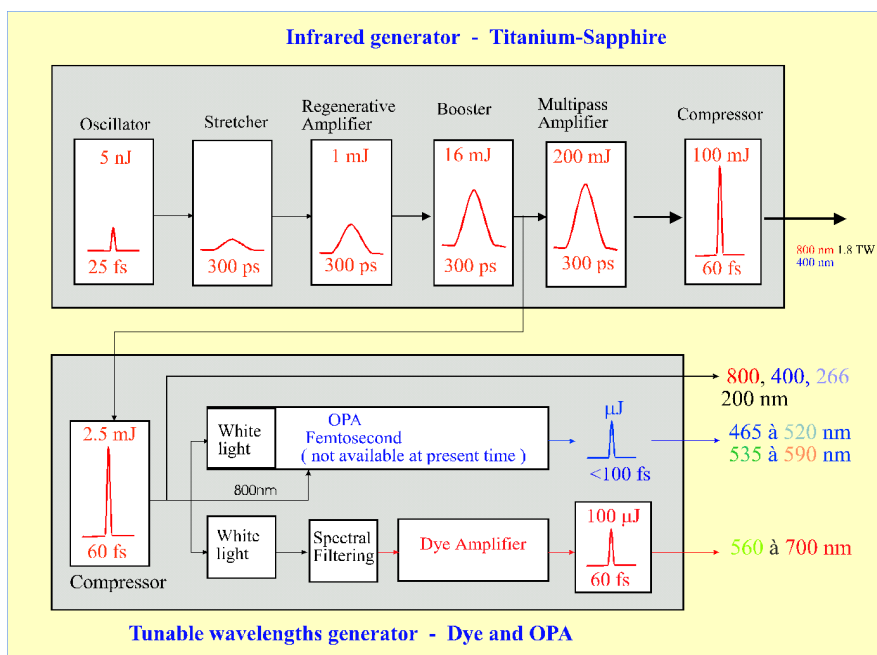 Infrared generator - Titanium-Sapphire
Oscillator
5 nJ
25 fs
Stretcher
300 ps
Regenerative
Amplifier
1 mJ
300 ps
Booster
16 mJ
300 ps
Multipass
Amplifier
200 mJ
300 ps
Compressor
100 mJ
60 fs
800 nm 1.8 TW
400 nm
2.5 mJ
60 fs
Compressor
800nm
White
light
OPA
Femtosecond
( not available at present time )
µJ
<100 fs
White
light
Spectral
Filtering
Dye Amplifier
100 µJ
60 fs
800, 400, 266
200 nm
465 à 520 nm
535 à 590 nm
560 à 700 nm
Tunable wavelengths generator - Dye and OPA